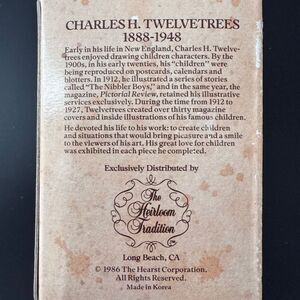 CHARLES H. TWELVETREES
1888-1948
Early in his life in New England, Charles H. Twelve-
trees enjoyed drawing children characters. By the
1900s, in his early twenties, his "children" were
being reproduced on postcards, calendars and
blotters. In 1912, he illustrated a series of stories
called "The Nibbler Boys," and in the same year, the
magazine, Pictorial Review, retained his illustrative
services exclusively. During the time from 1912 to
1927, Twelvetrees created over thirty magazine
covers and inside illustrations of his famous children.
He devoted his life to his work: to create children
and situations that would bring pleasure and a smile
to the viewers of his art. His great love for children
was exhibited in each piece he completed.
Exclusively Distributed by
The
Heirloom
Tradition
Long Beach, CA
© 1986 The Hearst Corporation.
All Rights Reserved.
Made in Korea